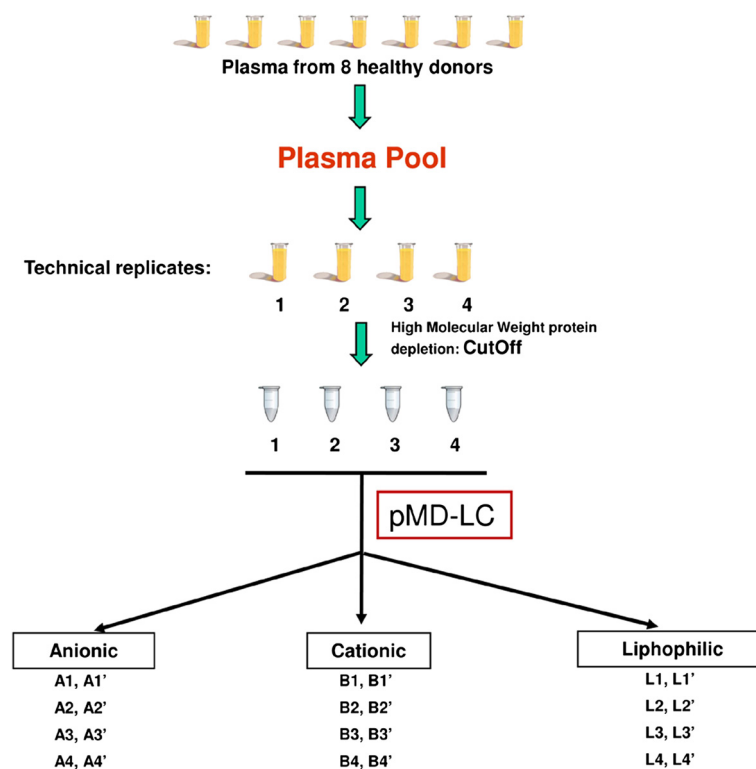 Plasma from 8 healthy donors
Plasma Pool
Technical replicates:
1 2 3 4
High Molecular Weight protein
depletion: CutOff
1 2 3 4
pMD-LC
Anionic Cationic Liphophilic
A1, A1' B1, B1' L1, L1'
A2, A2' B2, B2' L2, L2'
A3, A3' B3, B3' L3, L3'
A4, A4' B4, B4' L4, L4'